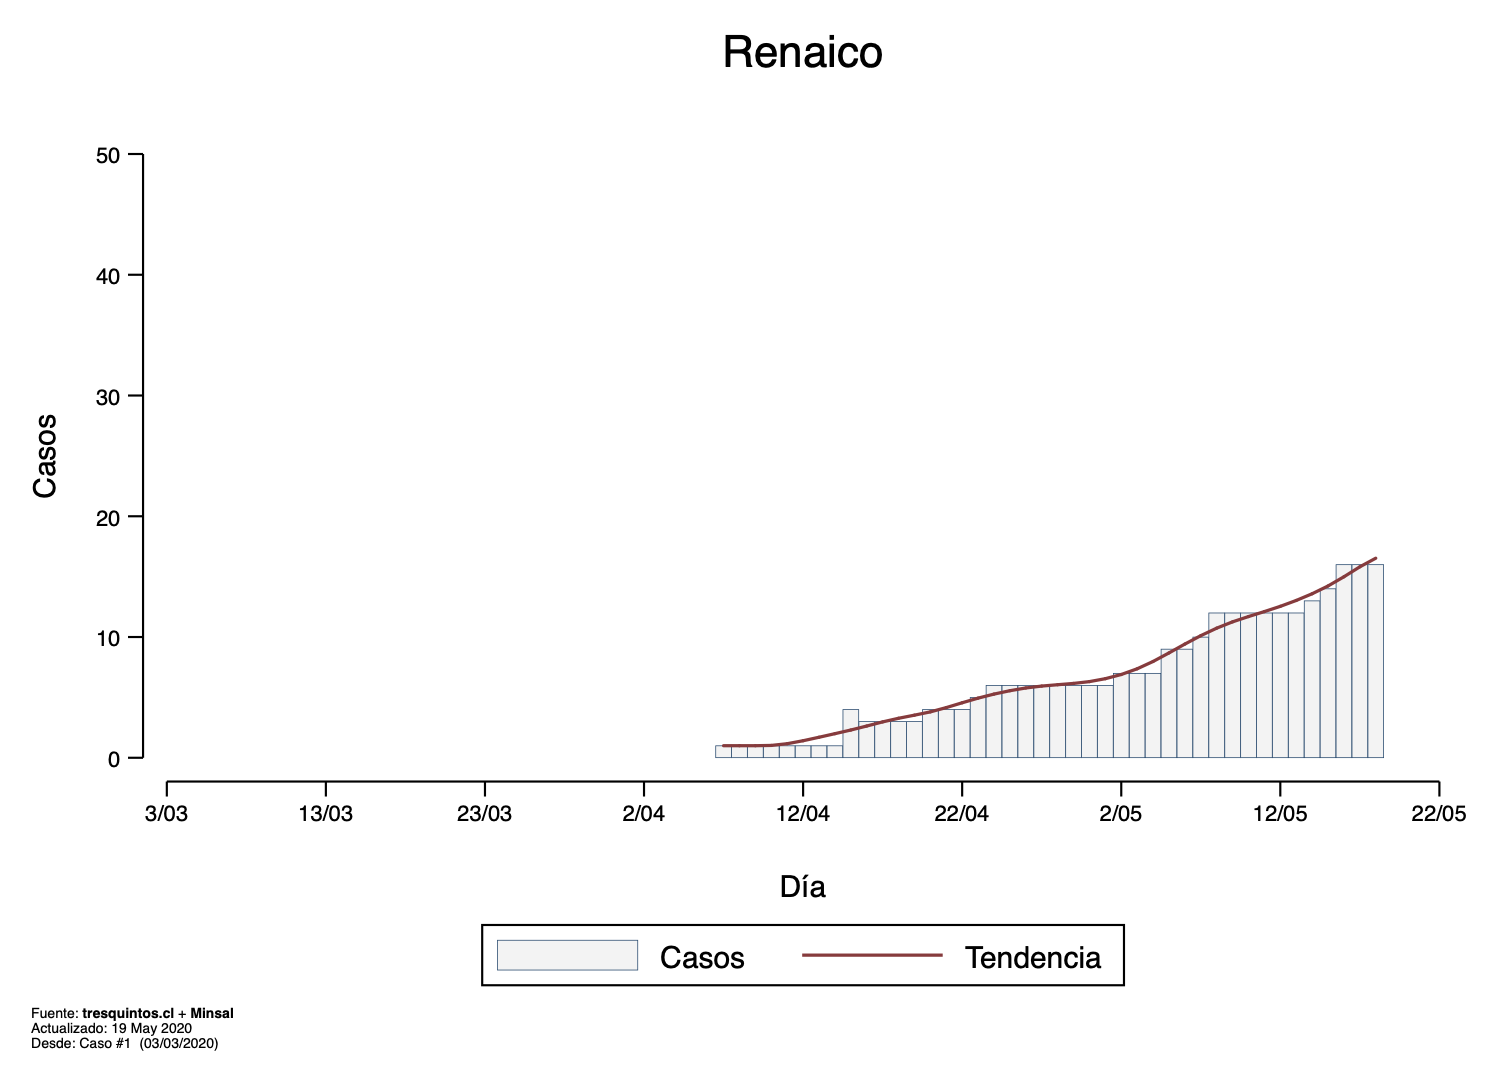 Renaico
50
40
30
20
10
0
Casos
3/03 13/03 23/03 2/04 12/04 22/04 2/05 12/05 22/05
Día
Casos Tendencia
Fuente: tresquintos.cl + Minsal
Actualizado: 19 May 2020
Desde: Caso #1 (03/03/2020)